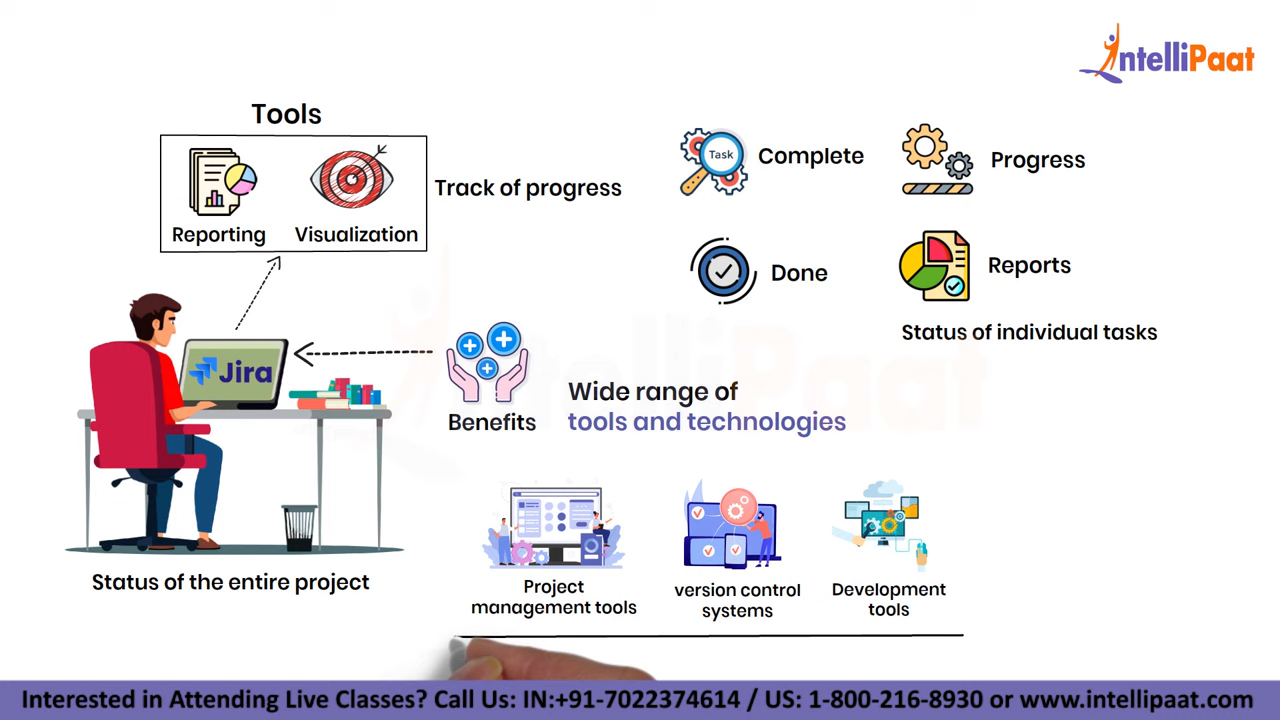 IntelliPaat
Tools
Reporting
Visualization
Track of progress
Task
Complete
Progress
Done
Reports
Status of individual tasks
Jira
Benefits
Wide range of
tools and technologies
Status of the entire project
Project
management tools
version control
systems
Development
tools
IntelliPaat
Interested in Attending Live Classes? Call Us: IN:+91-7022374614 / US: 1-800-216-8930 or www.intellipaat.com